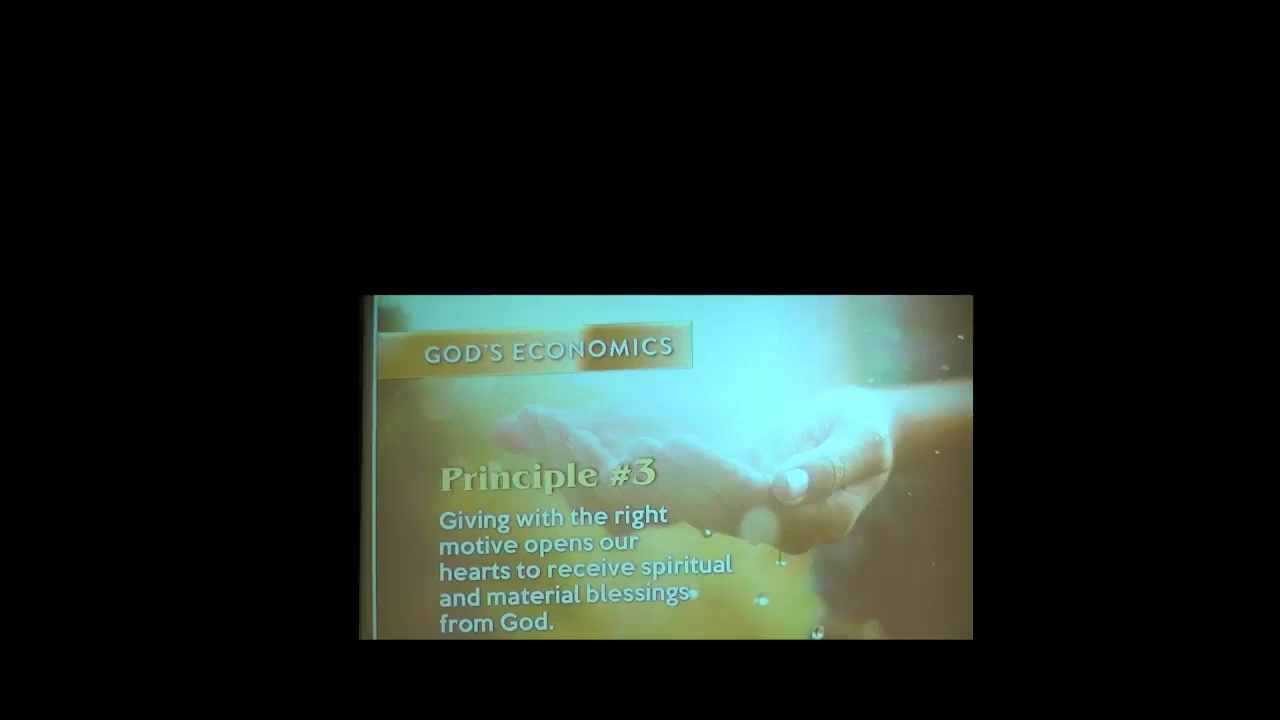 GOD'S ECONOMICS
Principle #3
Giving with the right
motive opens our
hearts to receive spiritual
and material blessings
from God.